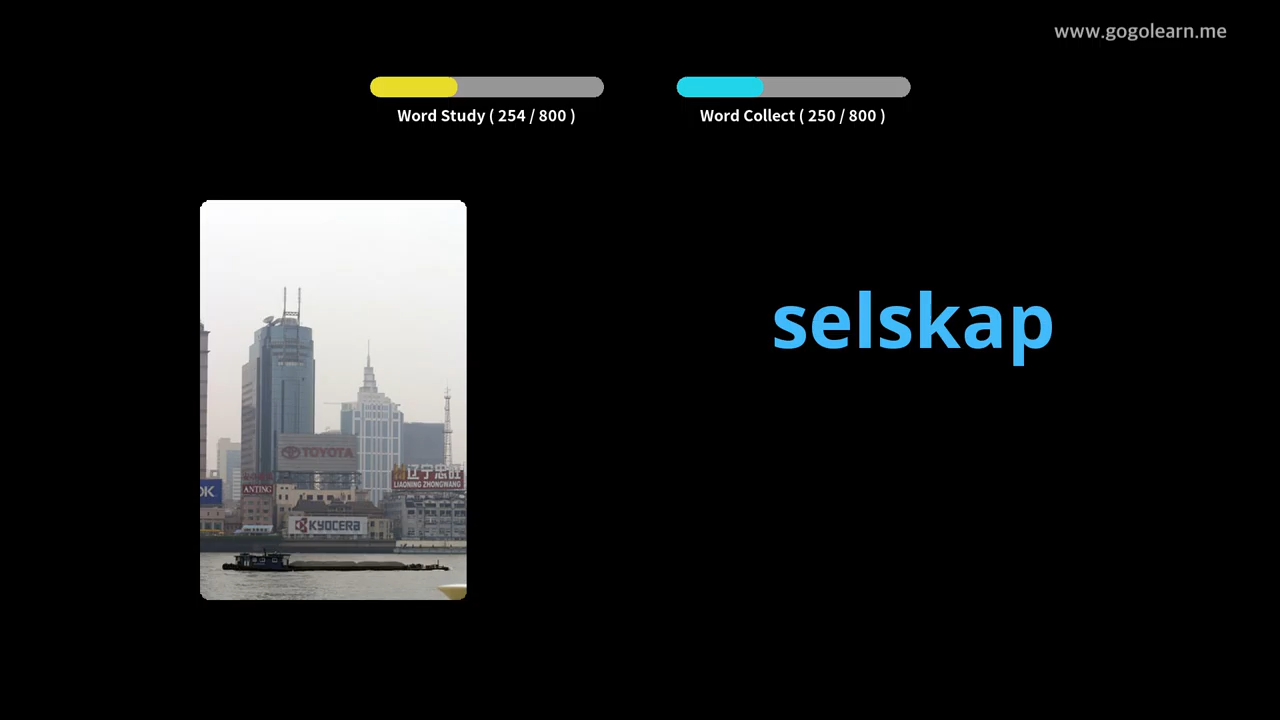 www.gogolearn.me
Word Study ( 254 / 800 )
Word Collect ( 250 / 800 )
selskap
TOYOTA
辽宁忠旺
LIAONING ZHONGWANG
OK
ANTING
KYOCERA